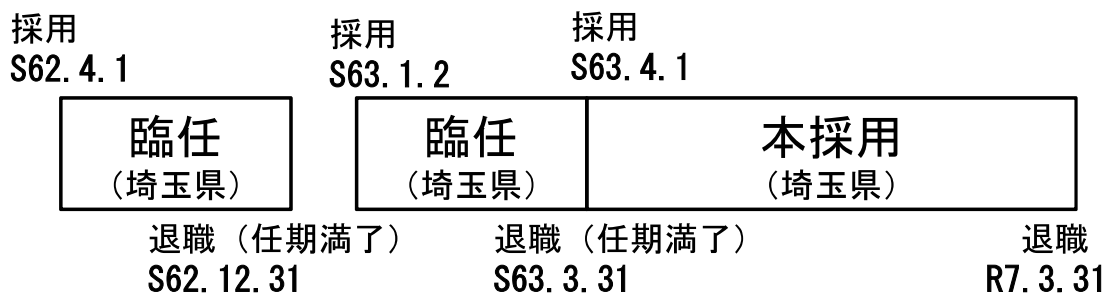 採用
S62.4.1
採用
S63.1.2
採用
S63.4.1
臨任
（埼玉県）
臨任
（埼玉県）
本採用
（埼玉県）
退職（任期満了）
S62.12.31
退職（任期満了）
S63.3.31
退職
R7.3.31